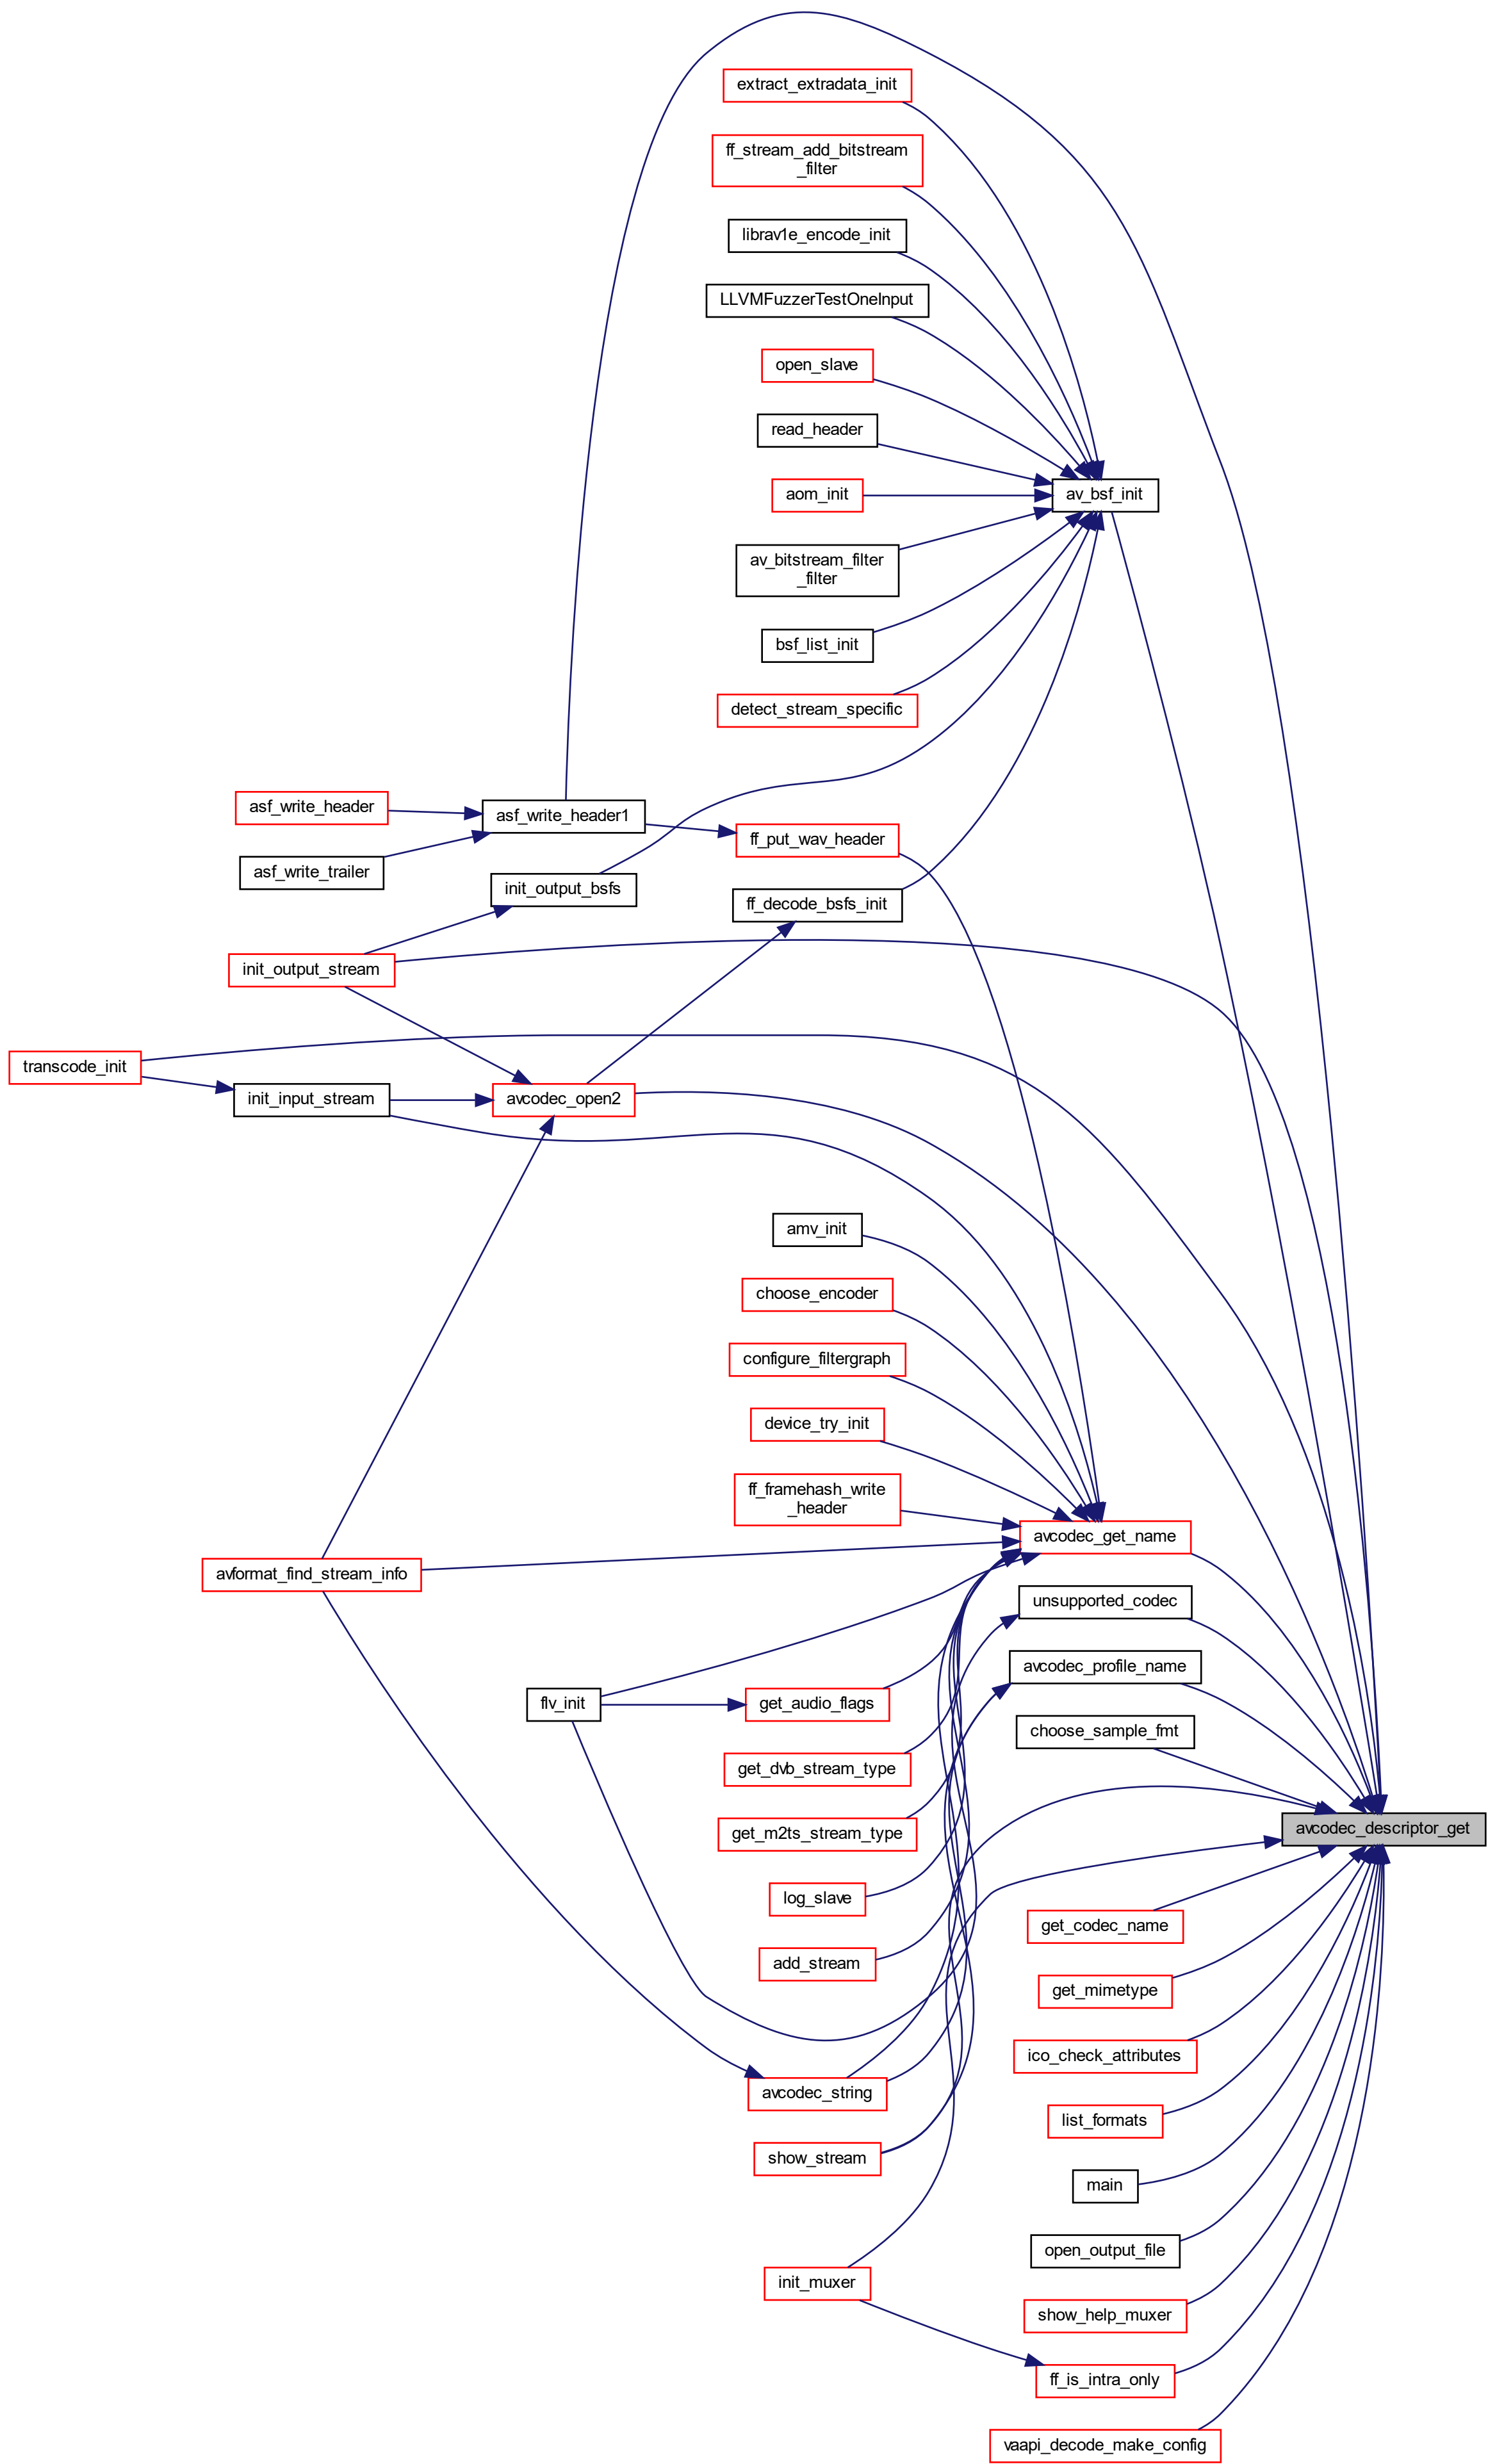 extract_extradata_init
ff_stream_add_bitstream
_filter
librav1e_encode_init
LLVMFuzzerTestOneInput
open_slave
read_header
aom_init
av_bsf_init
av_bitstream_filter
_filter
bsf_list_init
detect_stream_specific
asf_write_header
asf_write_header1
ff_put_wav_header
asf_write_trailer
init_output_bsfs
ff_decode_bsfs_init
init_output_stream
transcode_init
init_input_stream
avcodec_open2
amv_init
choose_encoder
configure_filtergraph
device_try_init
ff_framehash_write
_header
avcodec_get_name
avformat_find_stream_info
unsupported_codec
avcodec_profile_name
flv_init
get_audio_flags
choose_sample_fmt
get_dvb_stream_type
get_m2ts_stream_type
avcodec_descriptor_get
log_slave
get_codec_name
add_stream
get_mimetype
ico_check_attributes
avcodec_string
list_formats
show_stream
main
open_output_file
init_muxer
show_help_muxer
ff_is_intra_only
vaapi_decode_make_config